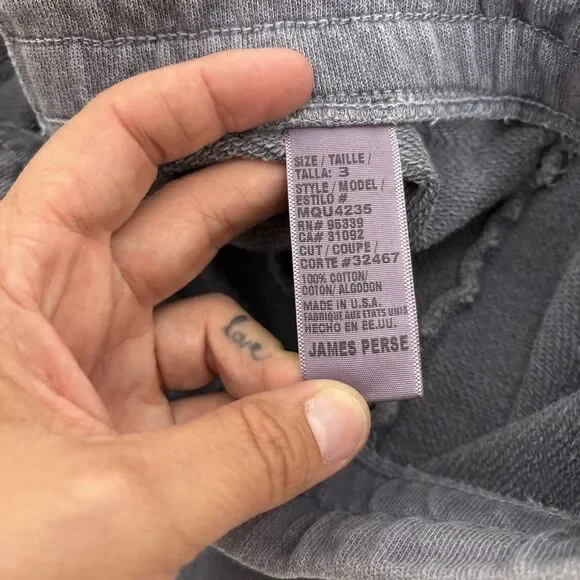 SIZE / TAILLE /
TALLA: 3
STYLE / MODEL /
ESTILO #
MQU4235
RN# 95339
CA# 31092
CUT / COUPE /
CORTE #32467
100% COTTON/
COTON/ ALGODON
MADE IN U.S.A.
FABRIQUE AUX ETATS UNIS
HECHO EN EE.UU.
JAMES PERSE
love